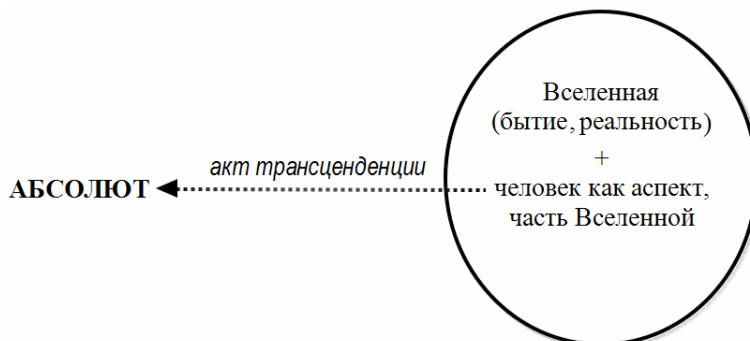 Вселенная
(бытие, реальность)
+
акт трансценденции
АБСОЛЮТ
человек как аспект,
часть Вселенной